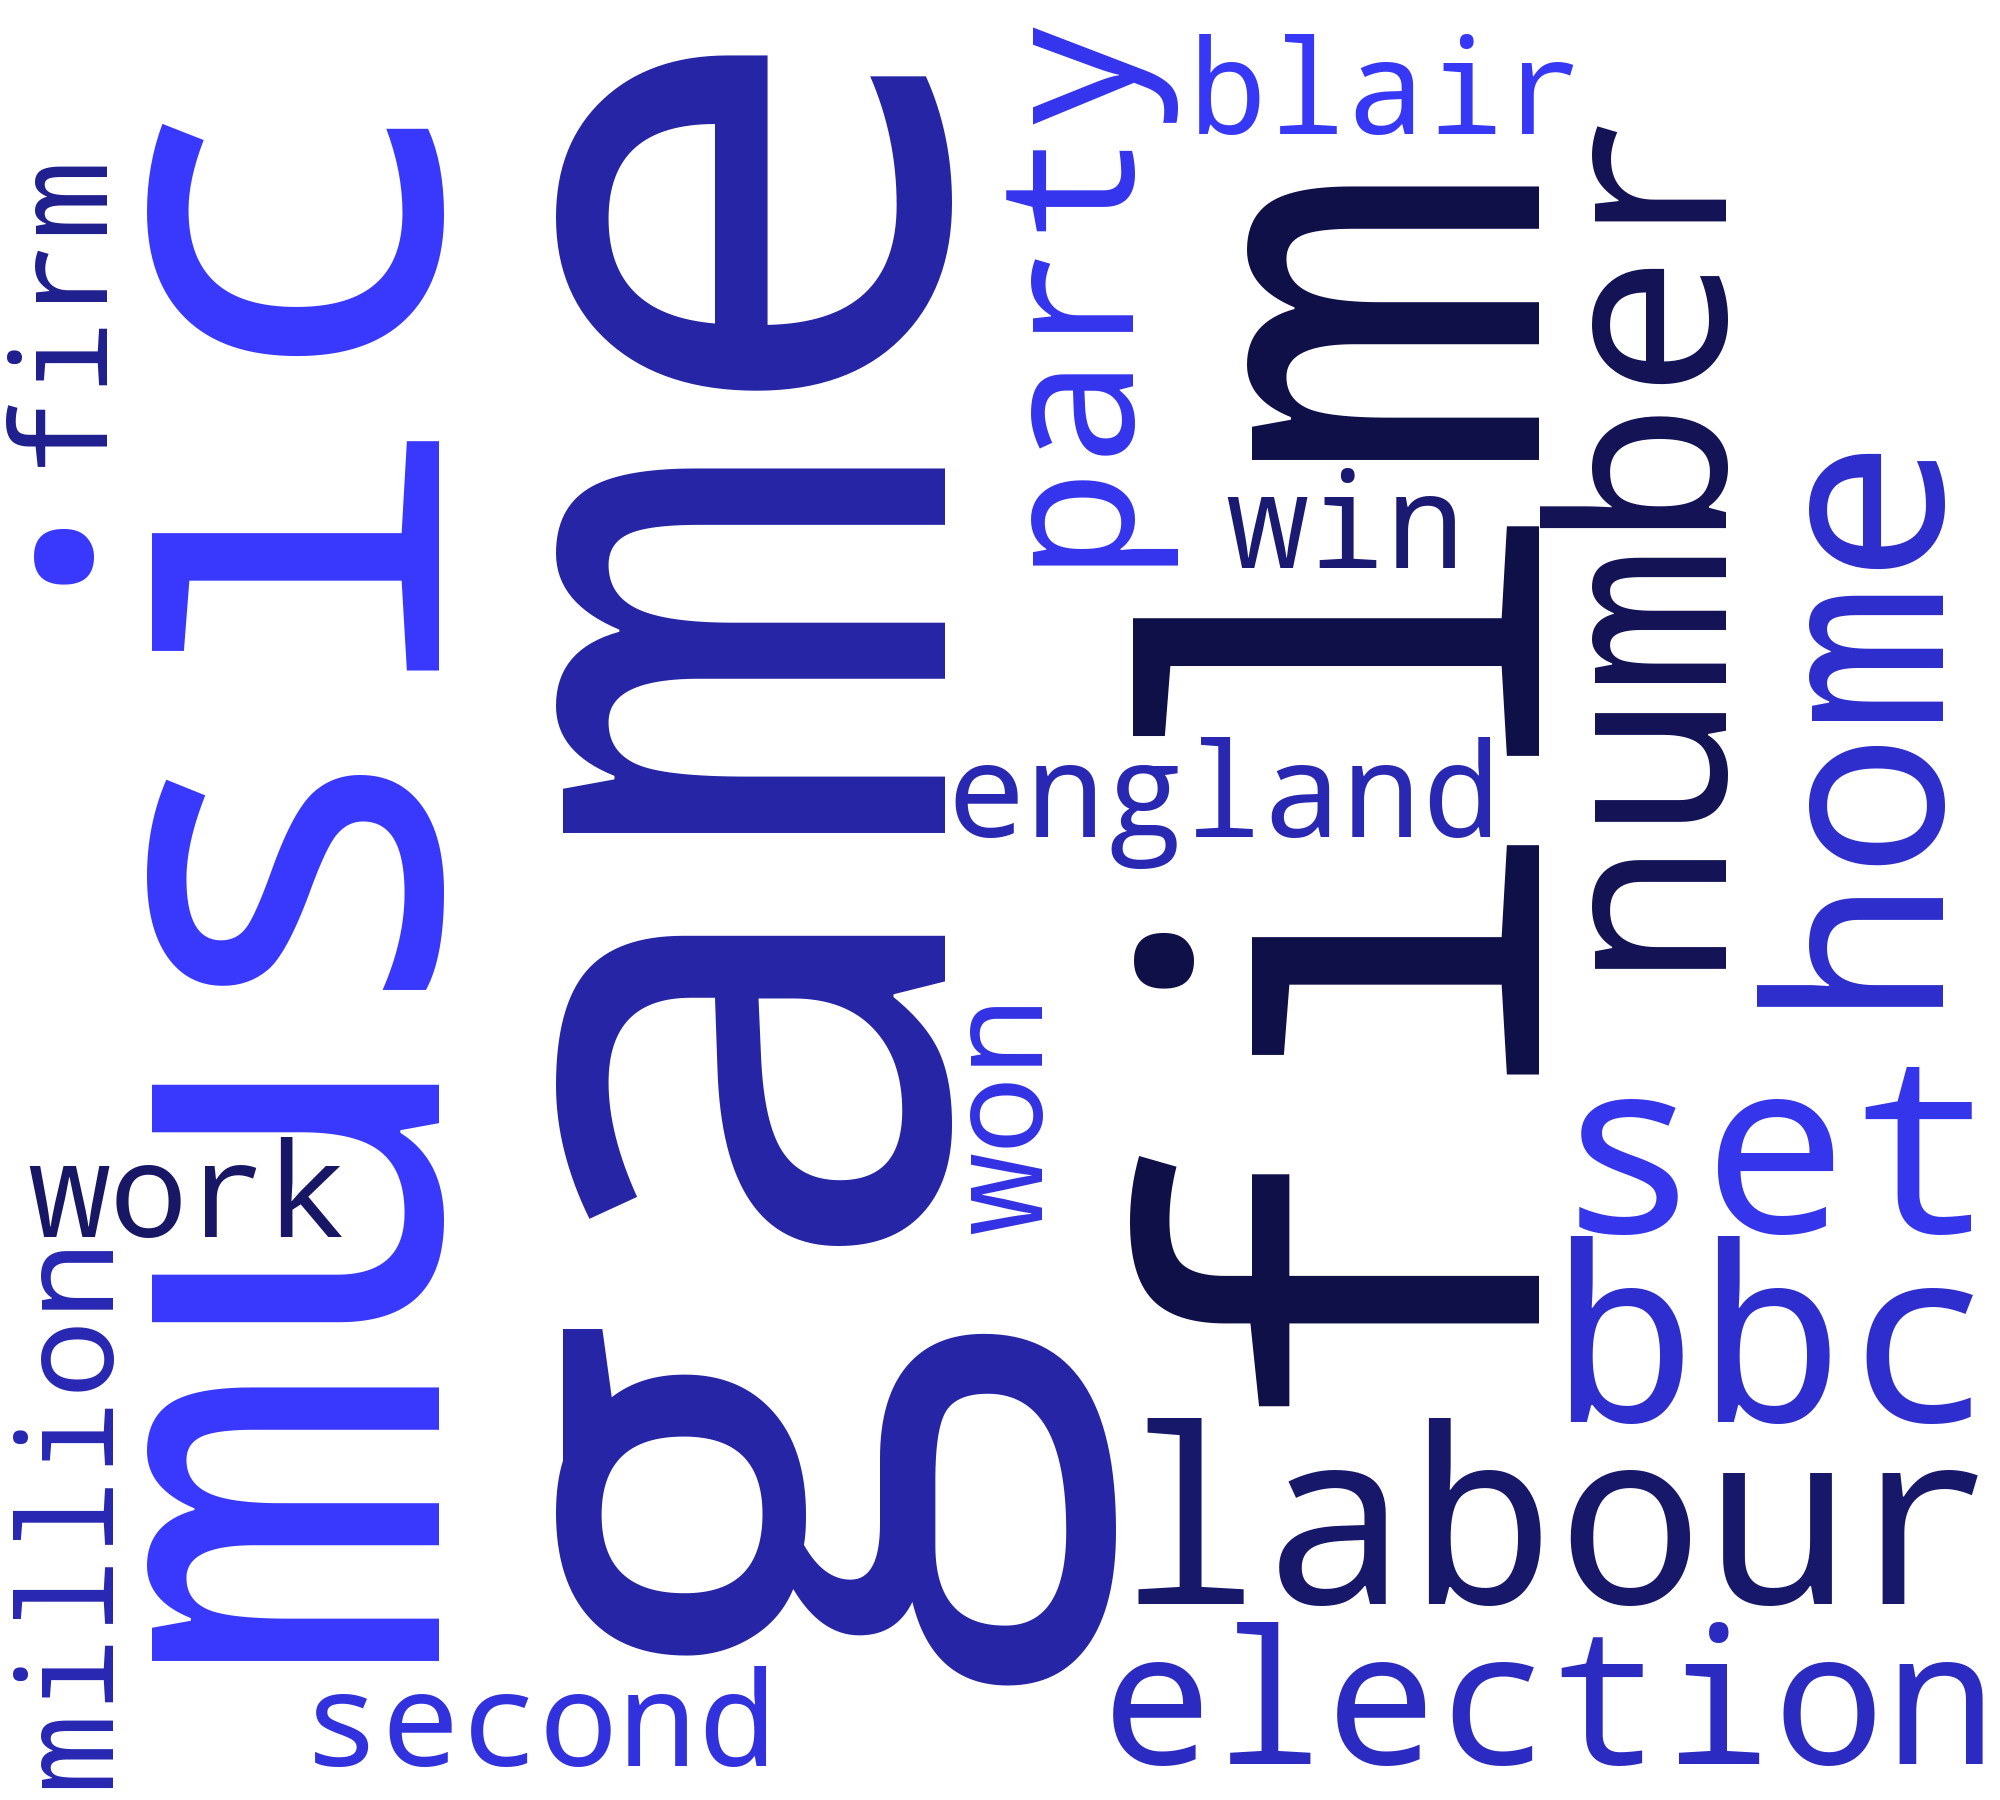 firm
music
game
party
blair
film
win
number
home
england
won
set
work
bbc
million
labour
second
election